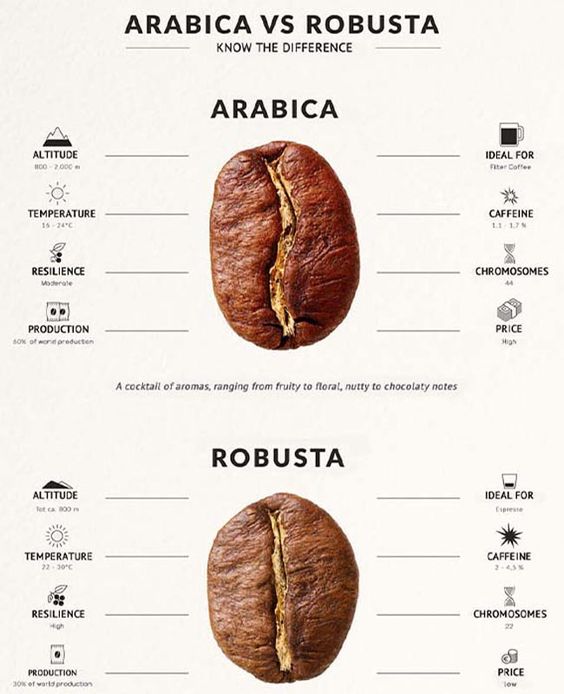 ARABICA VS ROBUSTA
KNOW THE DIFFERENCE
ARABICA
ALTITUDE
800 - 2,000 m
TEMPERATURE
16 - 24°C
RESILIENCE
Moderate
PRODUCTION
60% of world production
IDEAL FOR
Filter Coffee
CAFFEINE
1.1 - 1,7 %
CHROMOSOMES
44
PRICE
High
A cocktail of aromas, ranging from fruity to floral, nutty to chocolaty notes
ROBUSTA
ALTITUDE
ca. 800 m
TEMPERATURE
22 - 30°C
RESILIENCE
High
PRODUCTION
30% of world production
IDEAL FOR
Espresso
CAFFEINE
2 - 4,5 %
CHROMOSOMES
22
PRICE
Low